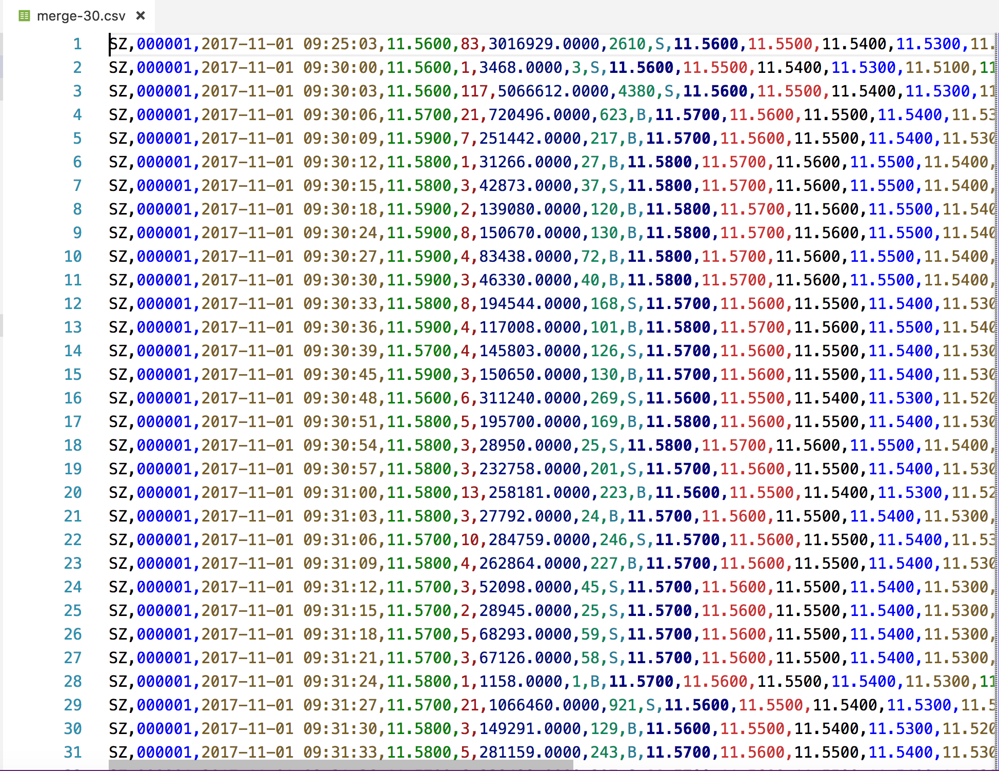 merge-30.csv ×
1 SZ,000001,2017-11-01 09:25:03,11.5600,83,3016929.0000,2610,S,11.5600,11.5500,11.5400,11.5300,11.
2 SZ,000001,2017-11-01 09:30:00,11.5600,1,3468.0000,3,S,11.5600,11.5500,11.5400,11.5300,11.5100,11
3 SZ,000001,2017-11-01 09:30:03,11.5600,117,5066612.0000,4380,S,11.5600,11.5500,11.5400,11.5300,11
4 SZ,000001,2017-11-01 09:30:06,11.5700,21,720496.0000,623,B,11.5700,11.5600,11.5500,11.5400,11.53
5 SZ,000001,2017-11-01 09:30:09,11.5900,7,251442.0000,217,B,11.5700,11.5600,11.5500,11.5400,11.530
6 SZ,000001,2017-11-01 09:30:12,11.5800,1,31266.0000,27,B,11.5800,11.5700,11.5600,11.5500,11.5400,
7 SZ,000001,2017-11-01 09:30:15,11.5800,3,42873.0000,37,S,11.5800,11.5700,11.5600,11.5500,11.5400,
8 SZ,000001,2017-11-01 09:30:18,11.5900,2,139080.0000,120,B,11.5800,11.5700,11.5600,11.5500,11.540
9 SZ,000001,2017-11-01 09:30:24,11.5900,8,150670.0000,130,B,11.5800,11.5700,11.5600,11.5500,11.540
10 SZ,000001,2017-11-01 09:30:27,11.5900,4,83438.0000,72,B,11.5800,11.5700,11.5600,11.5500,11.5400,
11 SZ,000001,2017-11-01 09:30:30,11.5900,3,46330.0000,40,B,11.5800,11.5700,11.5600,11.5500,11.5400,
12 SZ,000001,2017-11-01 09:30:33,11.5800,8,194544.0000,168,S,11.5700,11.5600,11.5500,11.5400,11.530
13 SZ,000001,2017-11-01 09:30:36,11.5900,4,117008.0000,101,B,11.5800,11.5700,11.5600,11.5500,11.540
14 SZ,000001,2017-11-01 09:30:39,11.5700,4,145803.0000,126,S,11.5700,11.5600,11.5500,11.5400,11.530
15 SZ,000001,2017-11-01 09:30:45,11.5900,3,150650.0000,130,B,11.5700,11.5600,11.5500,11.5400,11.530
16 SZ,000001,2017-11-01 09:30:48,11.5600,6,311240.0000,269,S,11.5600,11.5500,11.5400,11.5300,11.520
17 SZ,000001,2017-11-01 09:30:51,11.5800,5,195700.0000,169,B,11.5800,11.5600,11.5500,11.5400,11.530
18 SZ,000001,2017-11-01 09:30:54,11.5800,3,28950.0000,25,S,11.5800,11.5700,11.5600,11.5500,11.5400,
19 SZ,000001,2017-11-01 09:30:57,11.5800,3,232758.0000,201,S,11.5700,11.5600,11.5500,11.5400,11.530
20 SZ,000001,2017-11-01 09:31:00,11.5800,13,258181.0000,223,B,11.5600,11.5500,11.5400,11.5300,11.52
21 SZ,000001,2017-11-01 09:31:03,11.5800,3,27792.0000,24,B,11.5700,11.5600,11.5500,11.5400,11.5300,
22 SZ,000001,2017-11-01 09:31:06,11.5700,10,284759.0000,246,S,11.5700,11.5600,11.5500,11.5400,11.53
23 SZ,000001,2017-11-01 09:31:09,11.5800,4,262864.0000,227,B,11.5700,11.5600,11.5500,11.5400,11.530
24 SZ,000001,2017-11-01 09:31:12,11.5700,3,52098.0000,45,S,11.5700,11.5600,11.5500,11.5400,11.5300,
25 SZ,000001,2017-11-01 09:31:15,11.5700,2,28945.0000,25,S,11.5700,11.5600,11.5500,11.5400,11.5300,
26 SZ,000001,2017-11-01 09:31:18,11.5700,5,68293.0000,59,S,11.5700,11.5600,11.5500,11.5400,11.5300,
27 SZ,000001,2017-11-01 09:31:21,11.5700,3,67126.0000,58,S,11.5700,11.5600,11.5500,11.5400,11.5300,
28 SZ,000001,2017-11-01 09:31:24,11.5800,1,1158.0000,1,B,11.5700,11.5600,11.5500,11.5400,11.5300,11
29 SZ,000001,2017-11-01 09:31:27,11.5700,21,1066460.0000,921,S,11.5600,11.5500,11.5400,11.5300,11.5
30 SZ,000001,2017-11-01 09:31:30,11.5800,3,149291.0000,129,B,11.5600,11.5500,11.5400,11.5300,11.520
31 SZ,000001,2017-11-01 09:31:33,11.5800,5,281159.0000,243,B,11.5700,11.5600,11.5500,11.5400,11.530